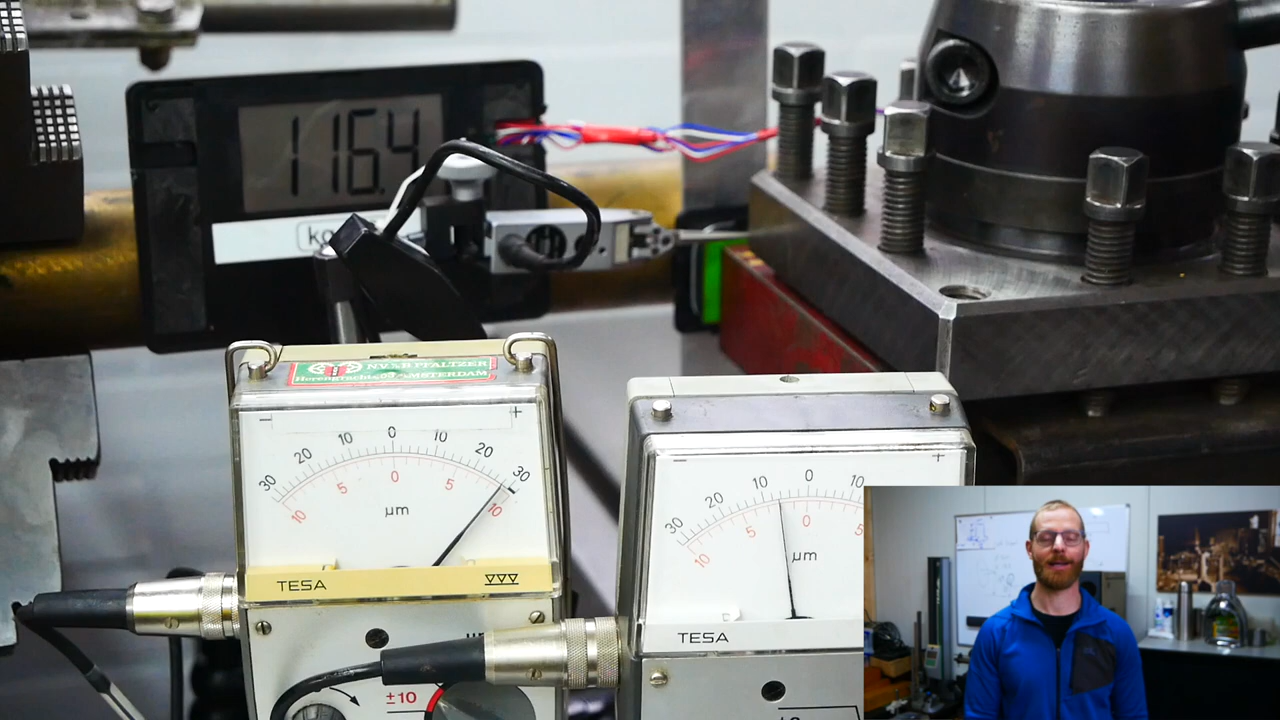 116.4
kg
N.V.S.B PFALTZER
AMSTERDAM
- +
30 20 10 0 10 20 30
10 5 0 5 10
µm
TESA
±10
- +
30 20 10 0 10
10 5 0 5
µm
TESA